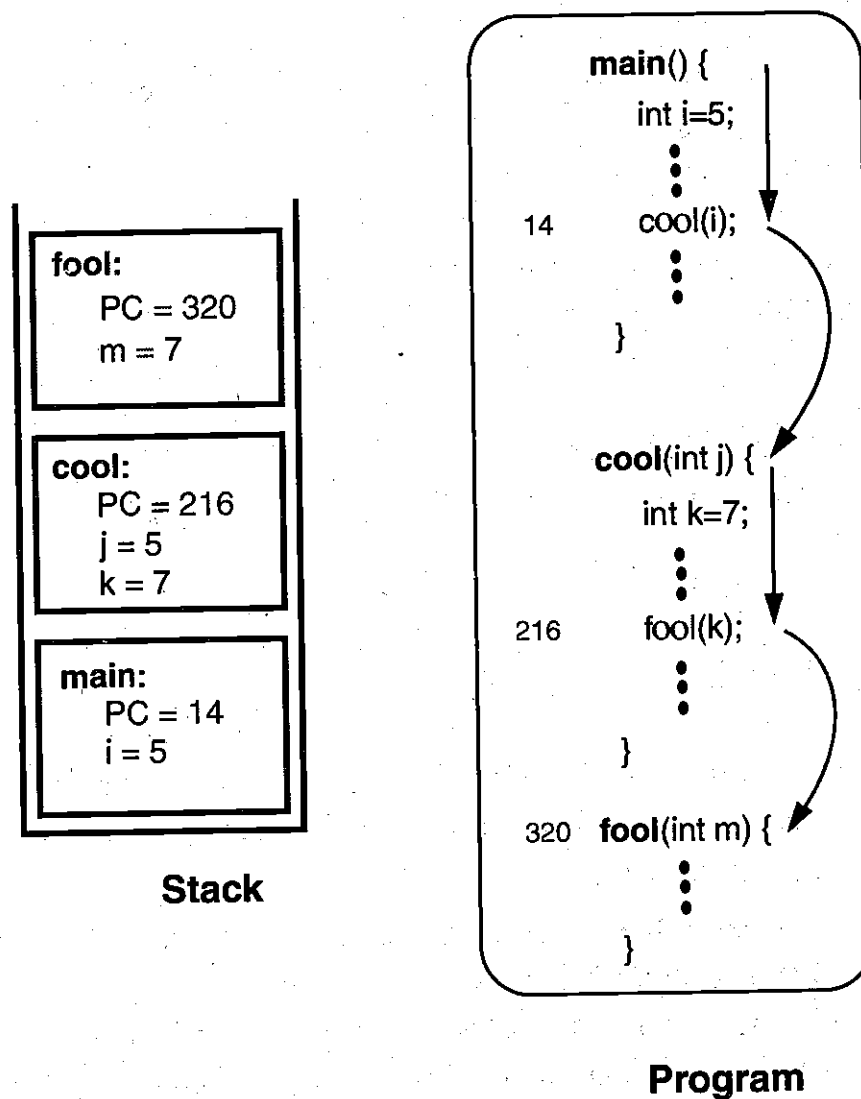 fool:
PC = 320
m = 7
cool:
PC = 216
j = 5
k = 7
main:
PC = 14
i = 5
Stack
main() {
int i=5;
14 cool(i);
}
cool(int j) {
int k=7;
216 fool(k);
}
320 fool(int m) {
}
Program